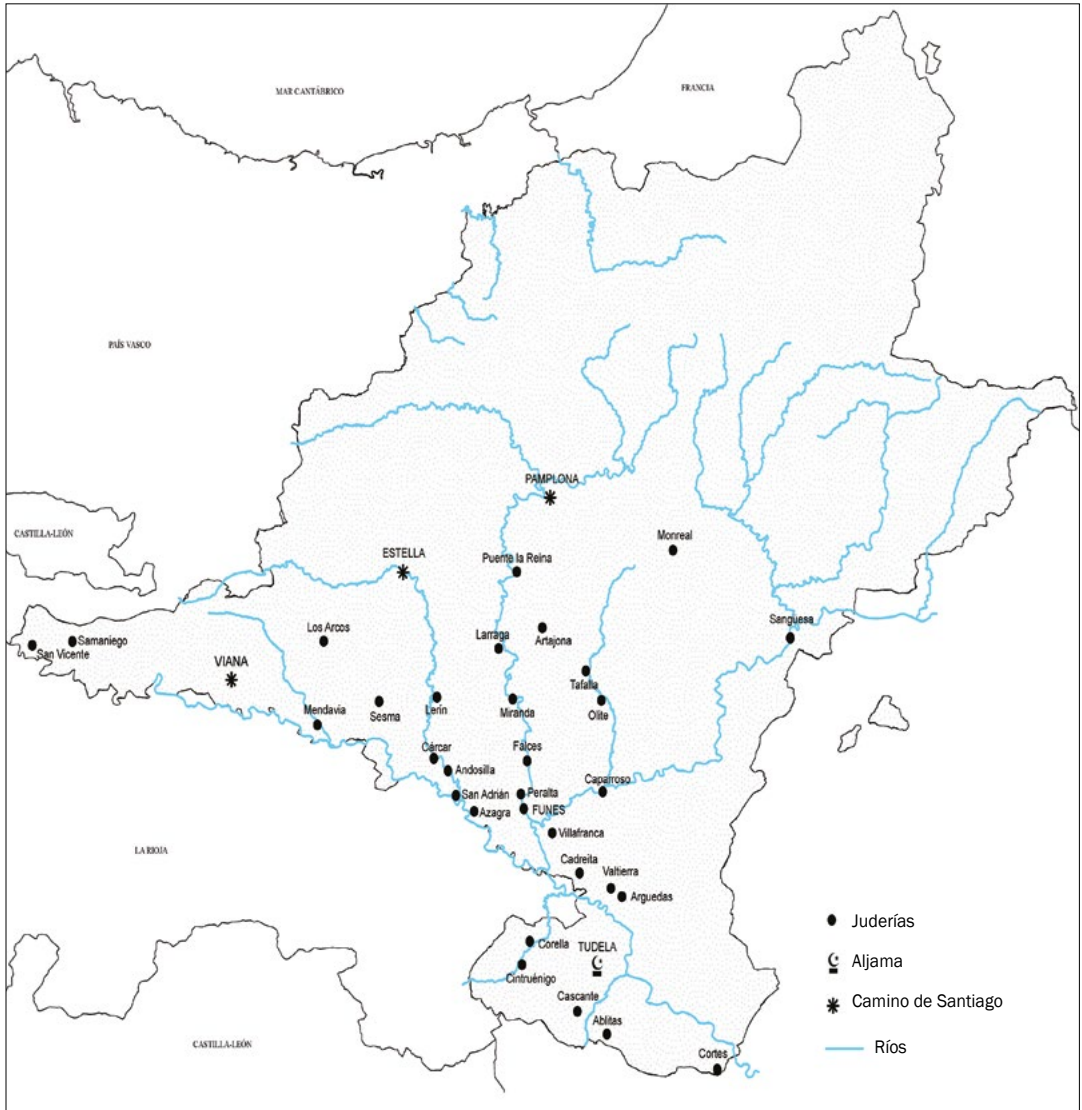 MAR CANTÁBRICO
FRANCIA
PAÍS VASCO
PAMPLONA
CASTILLA-LEÓN
Monreal
ESTELLA
Puente la Reina
Los Arcos
Larraga
Artajona
Sangüesa
Samaniego
San Vicente
VIANA
Tafalla
Mendavia
Sesma
Lerín
Miranda
Olite
Cárcar
Falces
Andosilla
Caparroso
San Adrián
Peralta
Azagra
FUNES
Villafranca
LA RIOJA
Cadreita
Valtierra
Arguedas
Juderías
Corella
TUDELA
Aljama
Cintruénigo
Cascante
Camino de Santiago
Ablitas
CASTILLA-LEÓN
Ríos
Cortes